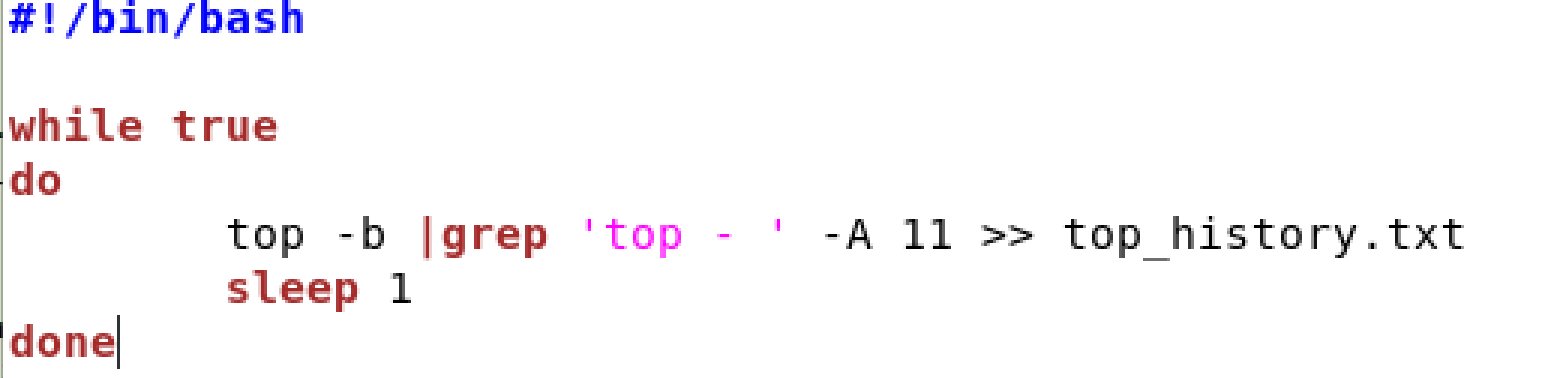 #!/bin/bash
while true
do
top -b |grep 'top - ' -A 11 >> top_history.txt
sleep 1
done